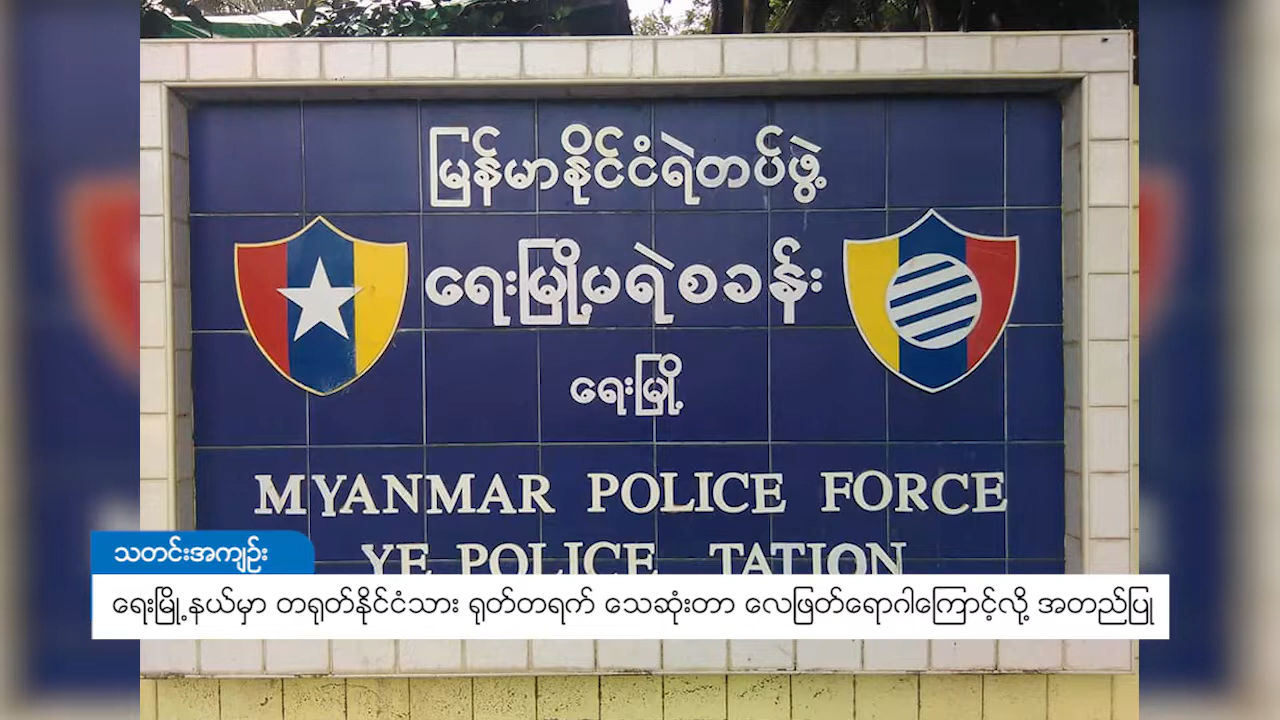 မြန်မာနိုင်ငံရဲတပ်ဖွဲ့
ရေးမြို့မရဲစခန်း
ရေးမြို့
MYANMAR POLICE FORCE
YE POLICE TATION
သတင်းအကျဉ်း
ရေးမြို့နယ်မှာ တရုတ်နိုင်ငံသား ရုတ်တရက် သေဆုံးတာ လေဖြတ်ရောဂါကြောင့်လို့ အတည်ပြု